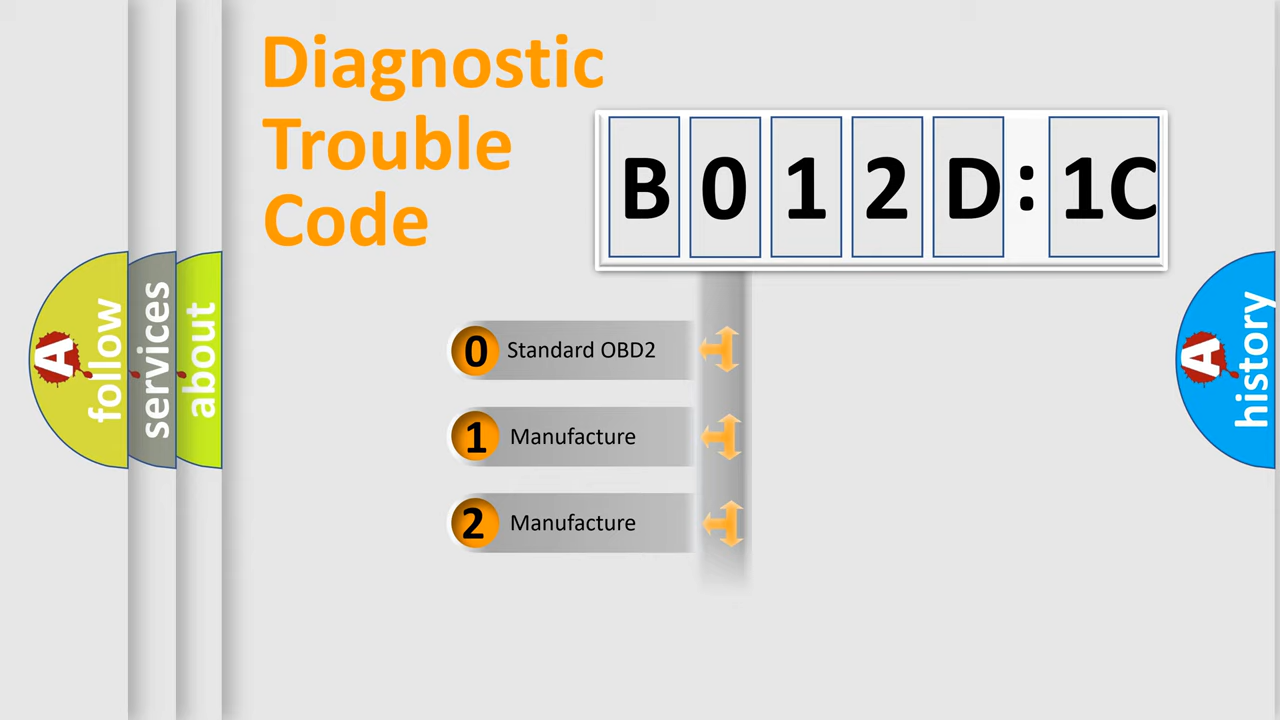 Diagnostic
Trouble
Code
B 0 1 2 D : 1C
0 Standard OBD2
1 Manufacture
2 Manufacture
A follow
services
about
A history